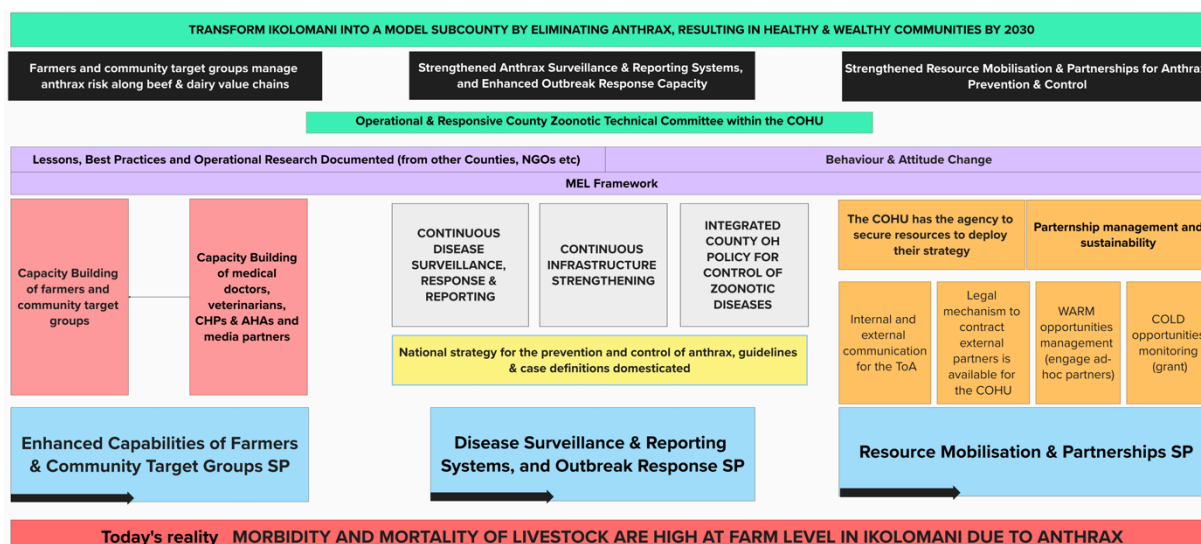 TRANSFORM IKOLOMANI INTO A MODEL SUBCOUNTY BY ELIMINATING ANTHRAX, RESULTING IN HEALTHY & WEALTHY COMMUNITIES BY 2030
Farmers and community target groups manage
anthrax risk along beef & dairy value chains
Strengthened Anthrax Surveillance & Reporting Systems,
and Enhanced Outbreak Response Capacity
Strengthened Resource Mobilisation & Partnerships for Anthrax
Prevention & Control
Operational & Responsive County Zoonotic Technical Committee within the COHU
Lessons, Best Practices and Operational Research Documented (from other Counties, NGOs etc)
Behaviour & Attitude Change
MEL Framework
Capacity Building
of farmers and
community target
groups
Capacity Building
of medical
doctors,
veterinarians,
CHPs & AHAs and
media partners
CONTINUOUS
DISEASE
SURVEILLANCE,
RESPONSE &
REPORTING
CONTINUOUS
INFRASTRUCTURE
STRENGTHENING
INTEGRATED
COUNTY OH
POLICY FOR
CONTROL OF
ZOONOTIC
DISEASES
National strategy for the prevention and control of anthrax, guidelines
& case definitions domesticated
The COHU has the agency to
secure resources to deploy
their strategy
Parternship management and
sustainability
Internal and
external
communication
for the ToA
Legal
mechanism to
contract
external
partners is
available for
the COHU
WARM
opportunities
management
(engage ad-
hoc partners)
COLD
opportunities
monitoring
(grant)
Enhanced Capabilities of Farmers
& Community Target Groups SP
Disease Surveillance & Reporting
Systems, and Outbreak Response SP
Resource Mobilisation & Partnerships SP
Today's reality MORBIDITY AND MORTALITY OF LIVESTOCK ARE HIGH AT FARM LEVEL IN IKOLOMANI DUE TO ANTHRAX